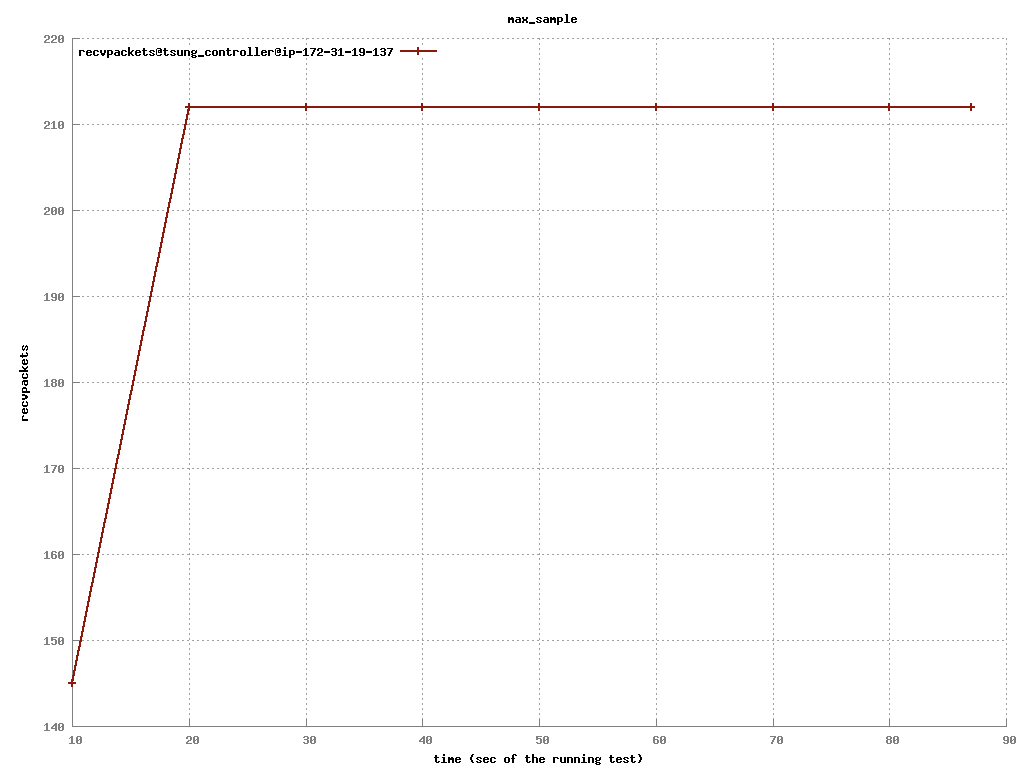 max_sample
recvpackets@tsung_controller@ip-172-31-19-137
220
210
200
190
180
170
160
150
140
recvpackets
10 20 30 40 50 60 70 80 90
time (sec of the running test)